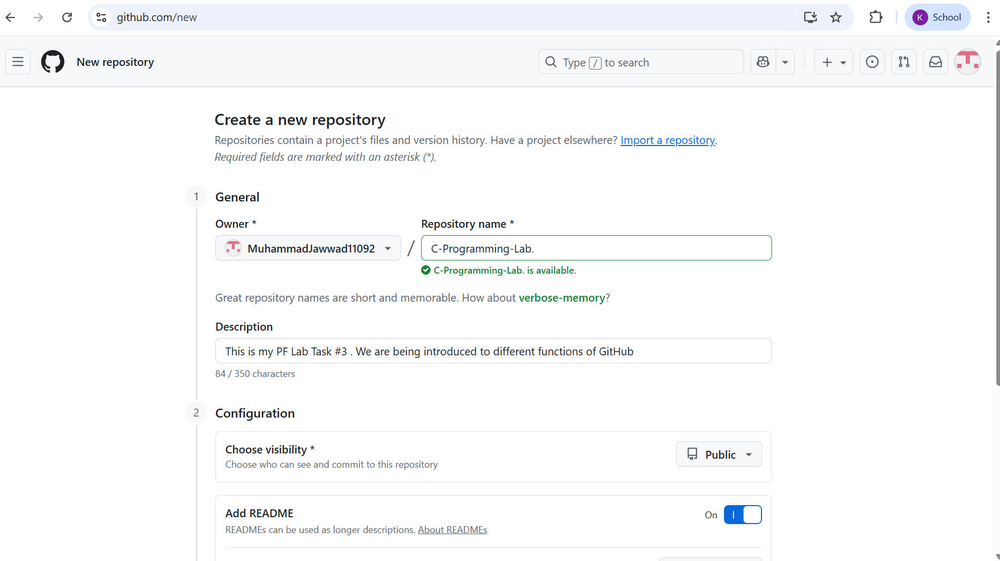 github.com/new
K School
New repository
Type / to search
Create a new repository
Repositories contain a project's files and version history. Have a project elsewhere? Import a repository.
Required fields are marked with an asterisk (*).
1 General
Owner * Repository name *
MuhammadJawwad11092 / C-Programming-Lab.
C-Programming-Lab. is available.
Great repository names are short and memorable. How about verbose-memory?
Description
This is my PF Lab Task #3 . We are being introduced to different functions of GitHub
84 / 350 characters
2 Configuration
Choose visibility *
Public
Choose who can see and commit to this repository
Add README
On
READMEs can be used as longer descriptions. About READMEs